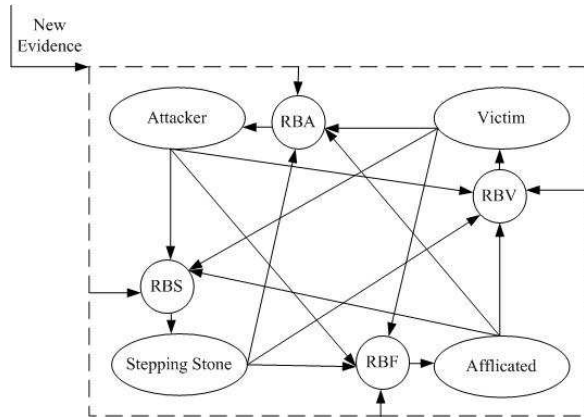 New
Evidence
Attacker
RBA
Victim
RBV
RBS
Stepping Stone
RBF
Afflicated